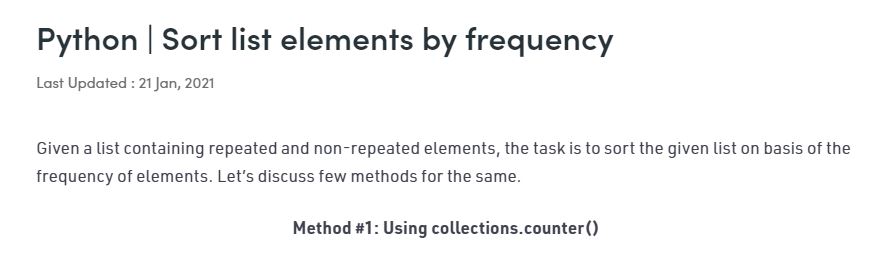 Python | Sort list elements by frequency
Last Updated : 21 Jan, 2021
Given a list containing repeated and non-repeated elements, the task is to sort the given list on basis of the
frequency of elements. Let’s discuss few methods for the same.
Method #1: Using collections.counter()